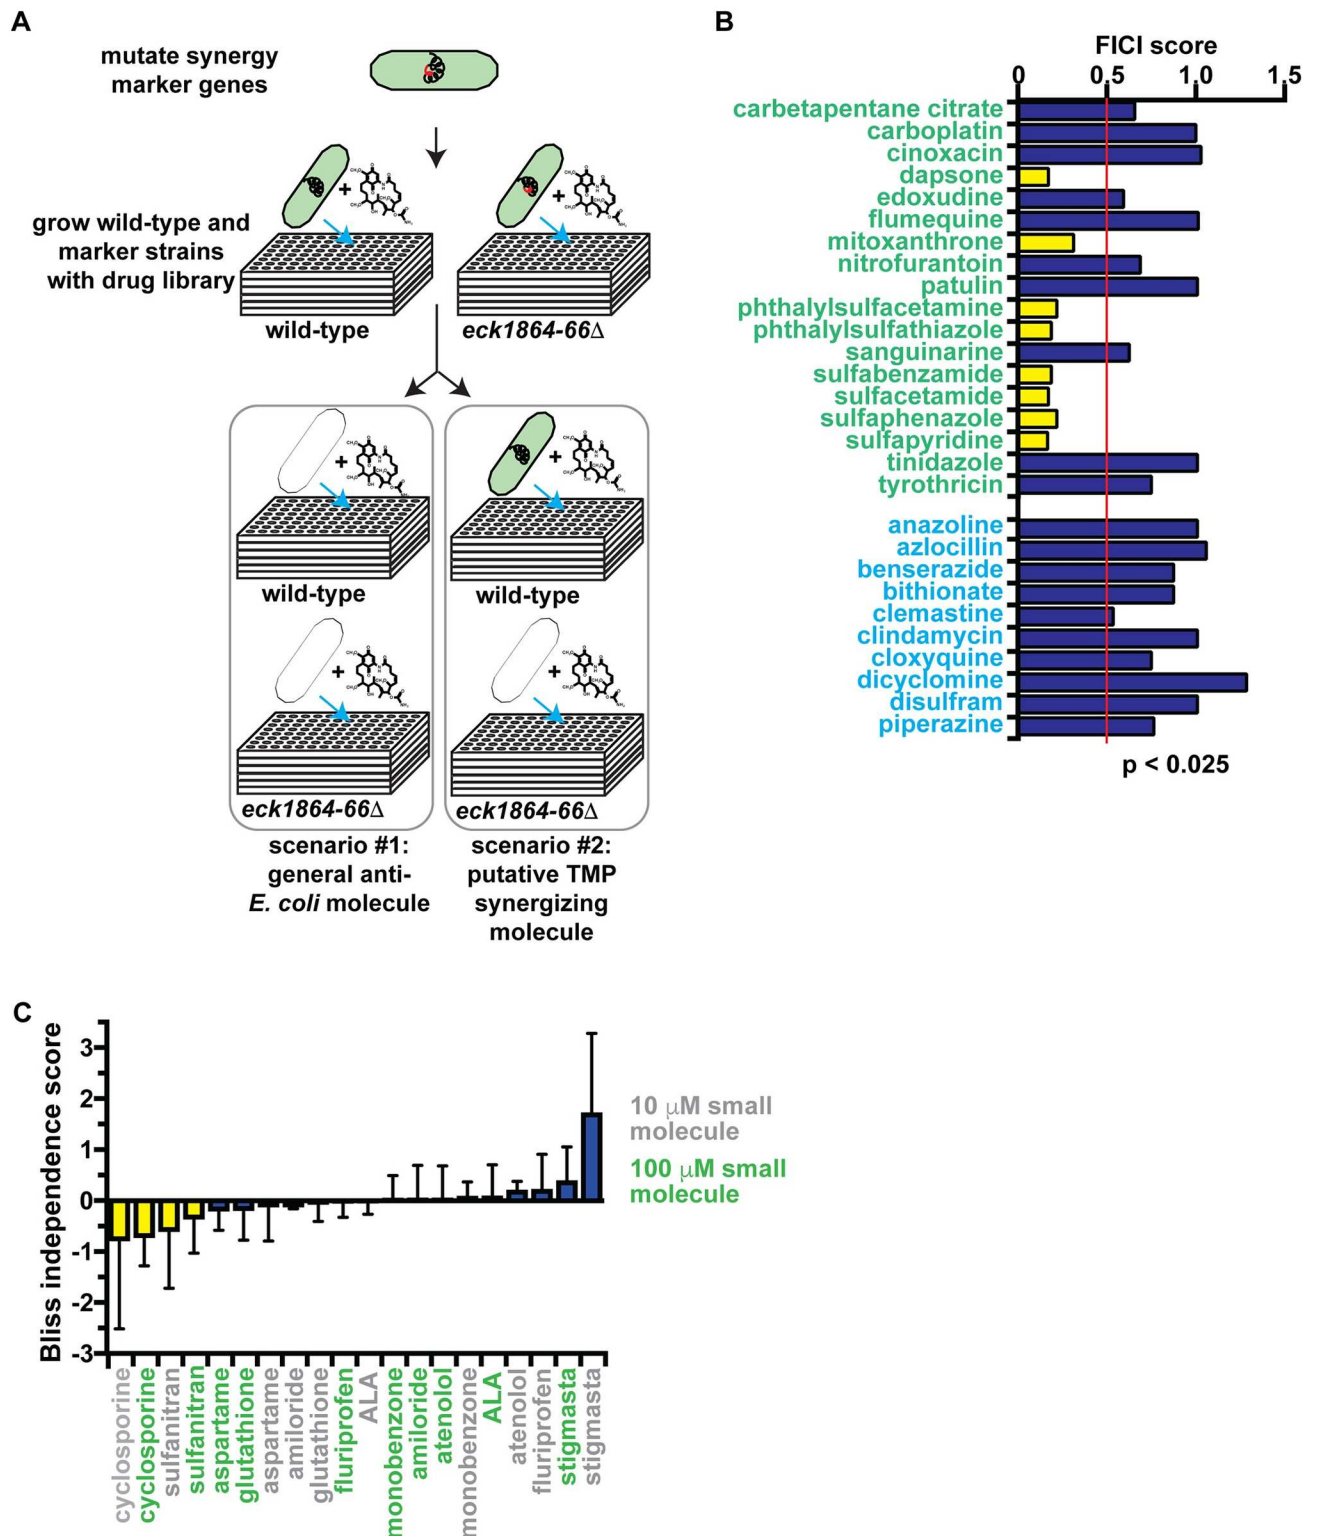 A
mutate synergy
marker genes
grow wild-type and
marker strains
with drug library
wild-type
eck1864-66Δ
wild-type
wild-type
eck1864-66Δ
eck1864-66Δ
scenario #1:
general anti-
E. coli molecule
scenario #2:
putative TMP
synergizing
molecule
B
FICI score
0 0.5 1.0 1.5
carbetapentane citrate
carboplatin
cinoxacin
dapsone
edoxudine
flumequine
mitoxanthrone
nitrofurantoin
patulin
phthalylsulfacetamine
phthalylsulfathiazole
sanguinarine
sulfabenzamide
sulfacetamide
sulfaphenazole
sulfapyridine
tinidazole
tyrothricin
anazoline
azlocillin
benserazide
bithionate
clemastine
clindamycin
cloxyquine
dicyclomine
disulfram
piperazine
p < 0.025
C
Bliss independence score
3
2
1
0
-1
-2
-3
10 μM small
molecule
100 μM small
molecule
cyclosporine
cyclosporine
sulfanitran
sulfanitran
aspartame
glutathione
aspartame
amiloride
glutathione
fluriprofen
ALA
monobenzone
amiloride
atenolol
monobenzone
ALA
atenolol
fluriprofen
stigmasta
stigmasta